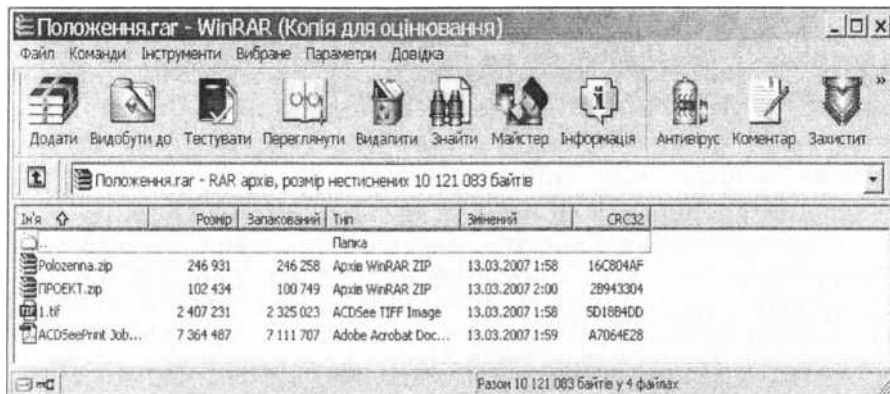 Положення.rar - WinRAR (Копія для оцінювання)
Файл Команди Інструменти Вибране Параметри Довідка
Додати Видобути до Тестувати Переглянути Видалити Знайти Майстер Інформація Антивірус Коментар Захистит
Положення.rar - RAR архів, розмір нестиснених 10 121 083 байтів
Ім'я Розмір Запакований Тип Змінений CRC32
.. Папка
Polozenna.zip 246 931 246 258 Архів WinRAR ZIP 13.03.2007 1:58 16C804AF
ПРОЕКТ.zip 102 434 100 749 Архів WinRAR ZIP 13.03.2007 2:00 2B943304
1.tif 2 407 231 2 325 023 ACDSee TIFF Image 13.03.2007 1:58 5D18B4DD
ACDSeePrint Job... 7 364 487 7 111 707 Adobe Acrobat Doc... 13.03.2007 1:59 A7064E28
Разом 10 121 083 байтів у 4 файлах